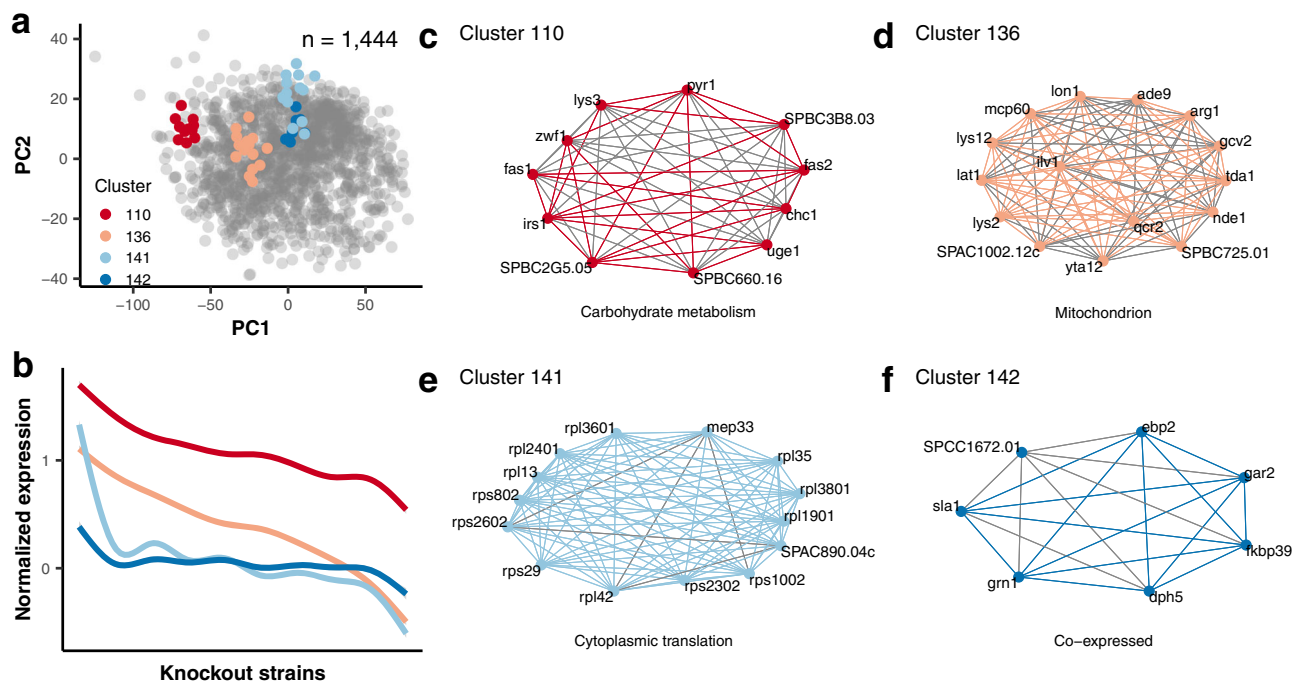 a
n = 1,444
40
20
0
−20
−40
PC2
Cluster
110
136
141
142
−100
−50
0
50
PC1
b
Normalized expression
1
0
Knockout strains
c
Cluster 110
pyr1
lys3
SPBC3B8.03
zwf1
fas1
fas2
chc1
irs1
uge1
SPBC2G5.05
SPBC660.16
Carbohydrate metabolism
d
Cluster 136
lon1
ade9
mcp60
arg1
lys12
gcv2
ilv1
lat1
tda1
lys2
nde1
qcr2
SPAC1002.12c
SPBC725.01
yta12
Mitochondrion
e
Cluster 141
rpl3601
mep33
rpl2401
rpl35
rpl13
rps802
rpl3801
rps2602
rpl1901
SPAC890.04c
rps29
rps1002
rps2302
rpl42
Cytoplasmic translation
f
Cluster 142
ebp2
SPCC1672.01
gar2
sla1
fkbp39
grn1
dph5
Co−expressed